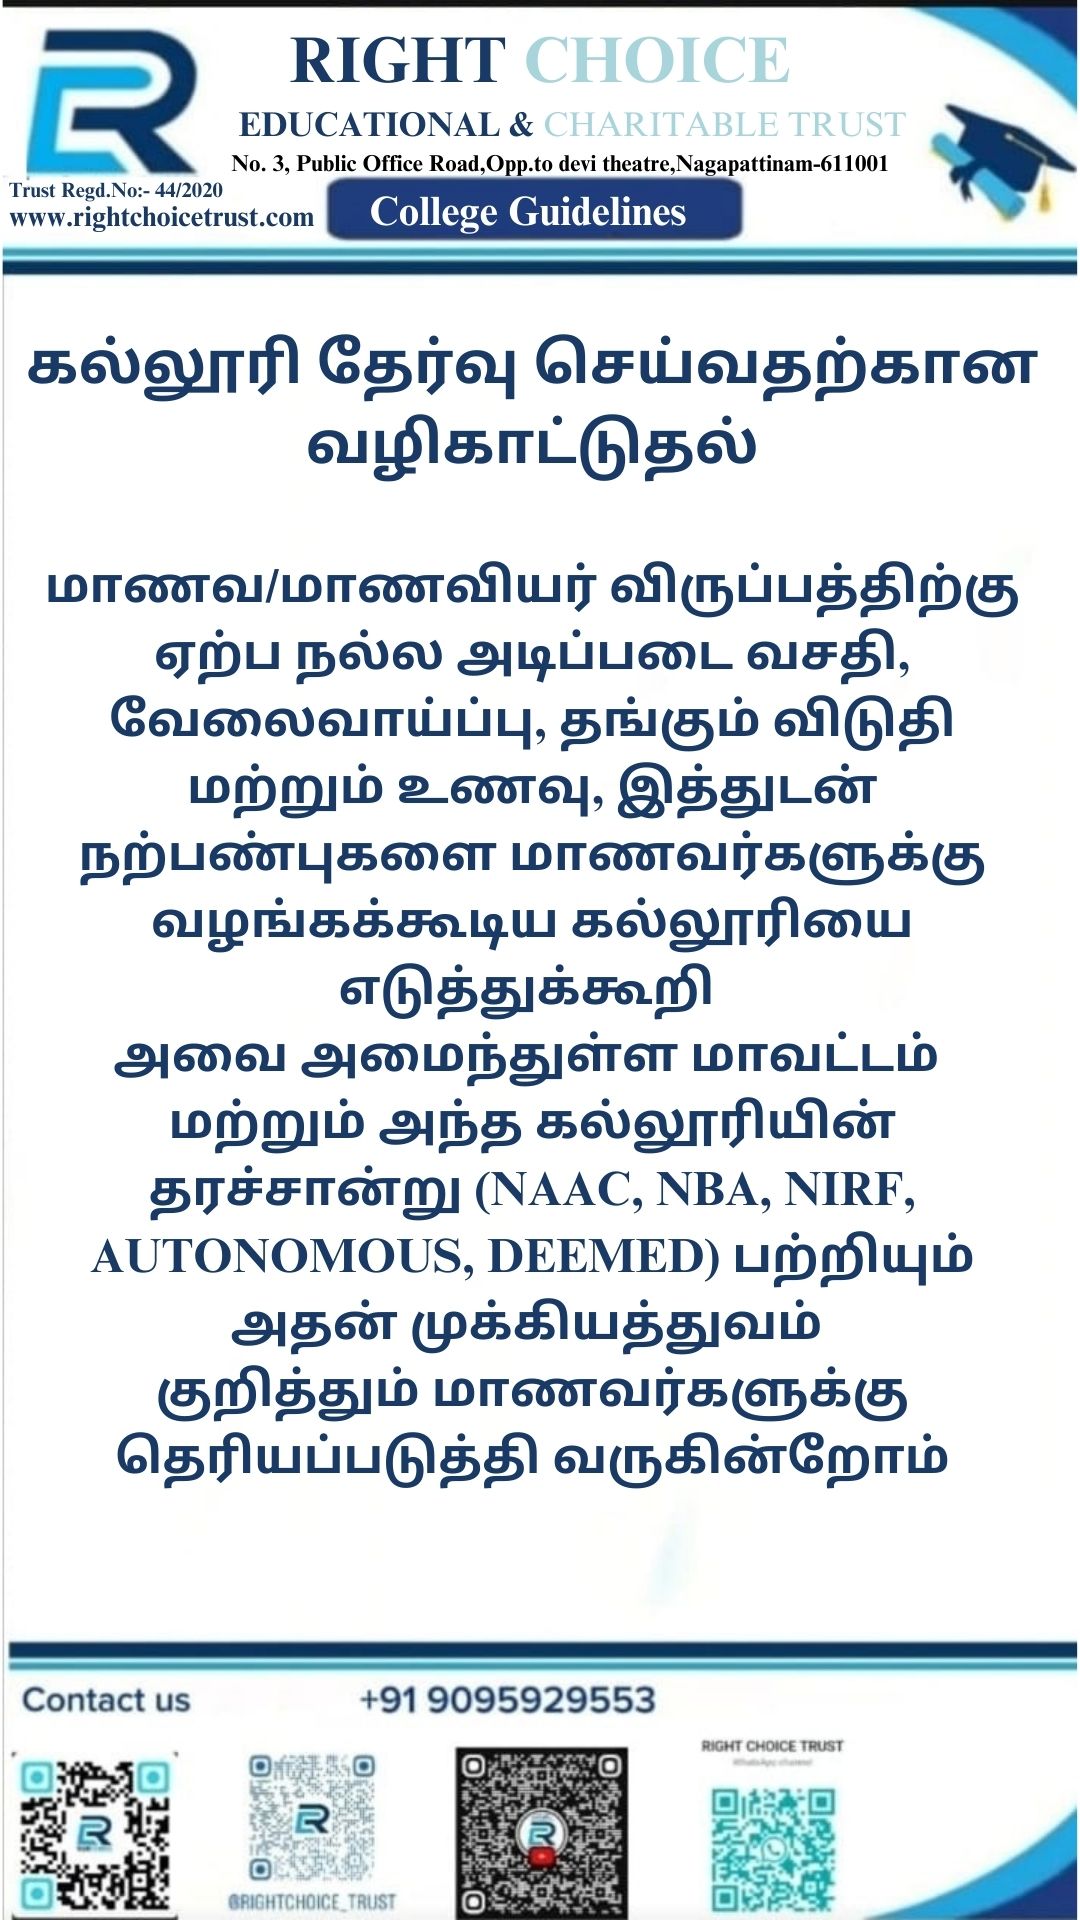 RIGHT CHOICE
EDUCATIONAL & CHARITABLE TRUST
No. 3, Public Office Road,Opp.to devi theatre,Nagapattinam-611001
Trust Regd.No:- 44/2020
www.rightchoicetrust.com
College Guidelines
கல்லூரி தேர்வு செய்வதற்கான
வழிகாட்டுதல்
மாணவ/மாணவியர் விருப்பத்திற்கு
ஏற்ப நல்ல அடிப்படை வசதி,
வேலைவாய்ப்பு, தங்கும் விடுதி
மற்றும் உணவு, இத்துடன்
நற்பண்புகளை மாணவர்களுக்கு
வழங்கக்கூடிய கல்லூரியை
எடுத்துக்கூறி
அவை அமைந்துள்ள மாவட்டம்
மற்றும் அந்த கல்லூரியின்
தரச்சான்று (NAAC, NBA, NIRF,
AUTONOMOUS, DEEMED) பற்றியும்
அதன் முக்கியத்துவம்
குறித்தும் மாணவர்களுக்கு
தெரியப்படுத்தி வருகின்றோம்
Contact us +91 9095929553
RIGHT CHOICE TRUST
WhatsApp channel
@RIGHTCHOICE_TRUST